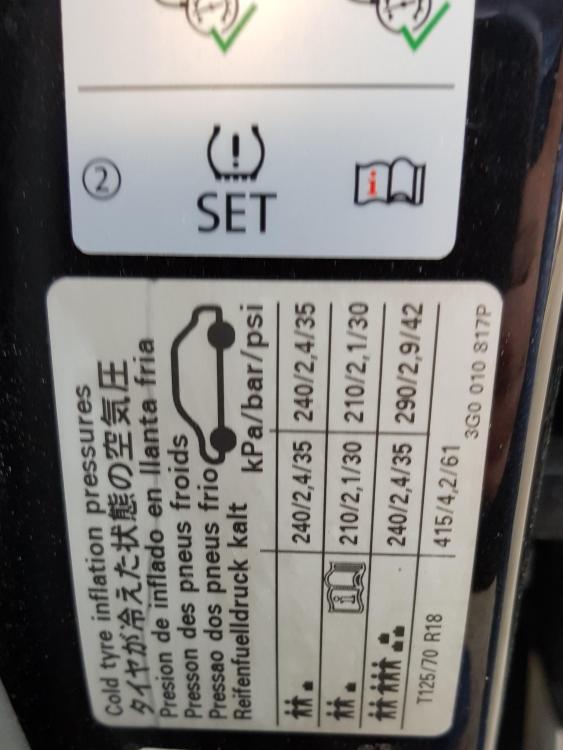 ②
SET
Cold tyre inflation pressures
タイヤが冷えた状態の空気圧
Presion de inflado en llanta fria
Presson des pneus froids
Pressao dos pneus frio
Reifenfuelldruck kalt kPa/bar/psi
240/2,4/35 240/2,4/35
210/2,1/30 210/2,1/30
240/2,4/35 290/2,9/42
T125/70 R18 415/4,2/61
3G0 010 817P